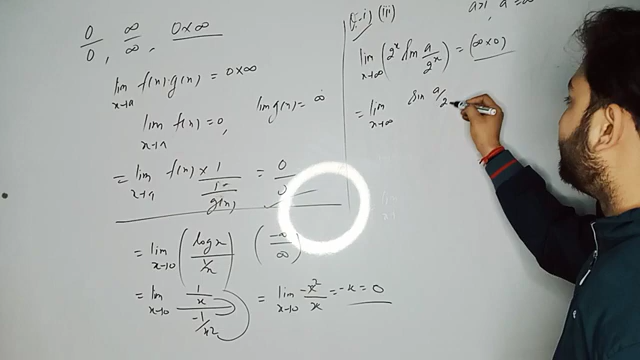 0/0, ∞/∞, 0×∞
lim x→a f(x).g(x) = 0×∞
lim x→a f(x)=0, lim g(x) = ∞
= lim x→a f(x) × 1 / (1/g(x)) = 0/0
= lim x→0 (log x / 1/x) (-∞/∞)
= lim x→0 (1/x) / (-1/x2) = lim x→0 -x2/x = -x = 0
(iii)
lim x→∞ (2^x sin a/2^x) = (∞×0)
= lim x→∞ sin a/2